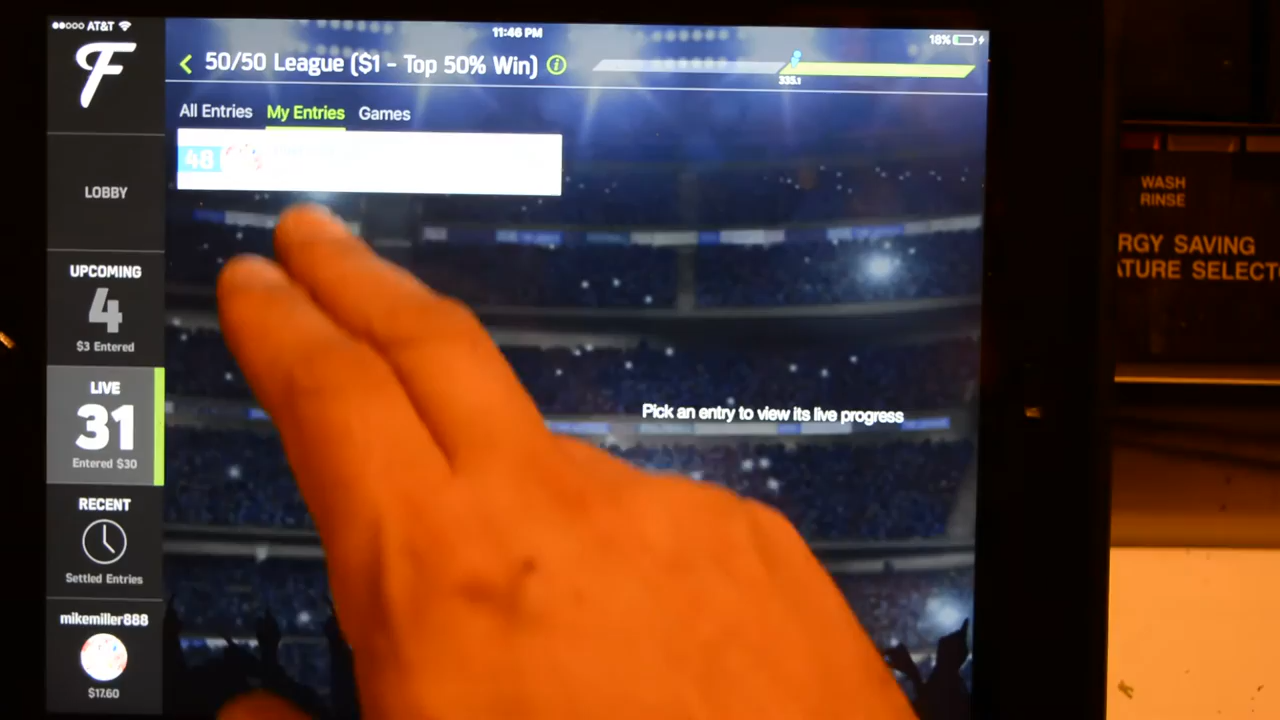 AT&T
11:46 PM
18%
F
50/50 League ($1 - Top 50% Win) i
335.1
All Entries My Entries Games
48
LOBBY
UPCOMING
4
$3 Entered
LIVE
31
Entered $30
RECENT
Settled Entries
mikemiller888
$17.60
Pick an entry to view its live progress
WASH
RINSE
RGY SAVING
ATURE SELECT